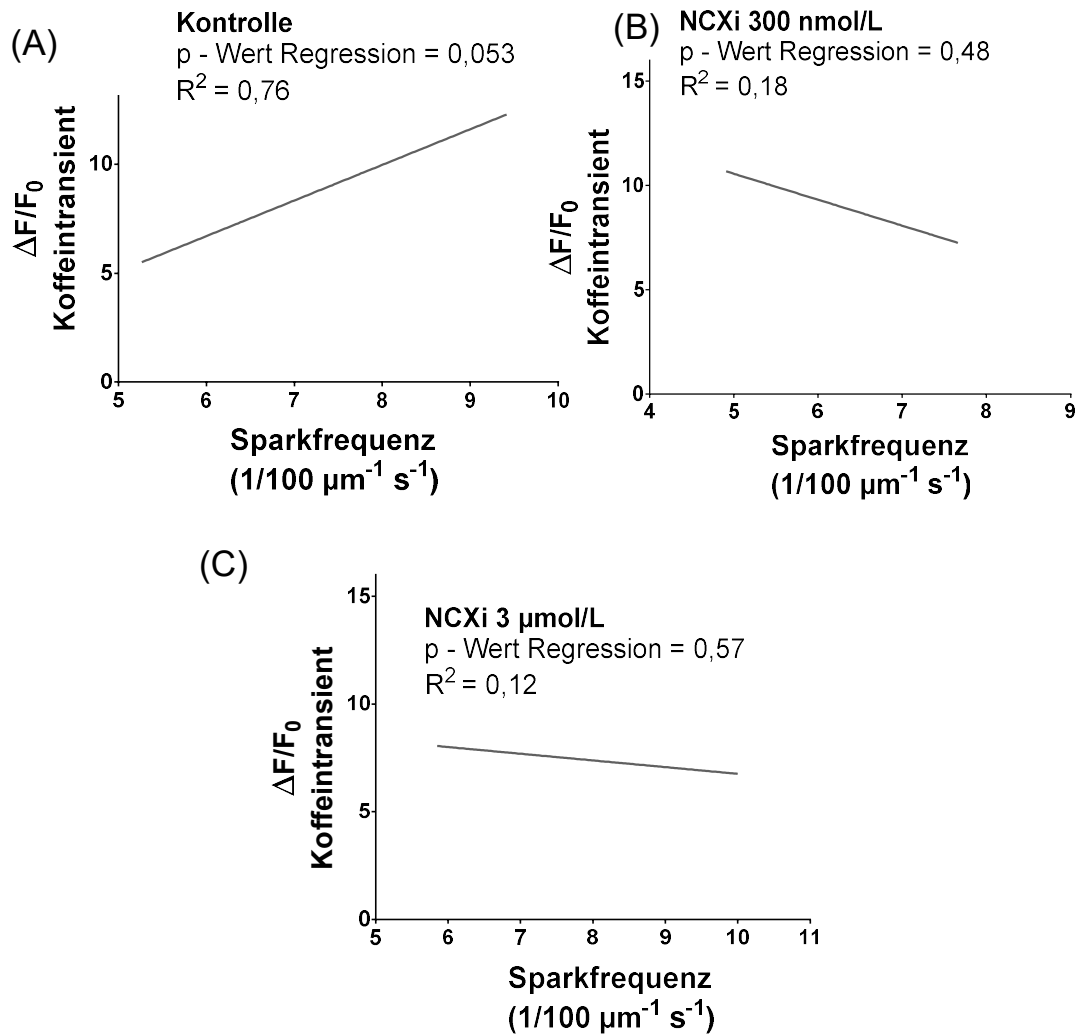 (A)
Kontrolle
p - Wert Regression = 0,053
R² = 0,76
ΔF/F₀
Koffeintransient
10
5
0
5 6 7 8 9 10
Sparkfrequenz
(1/100 µm⁻¹ s⁻¹)
(B)
NCXi 300 nmol/L
p - Wert Regression = 0,48
R² = 0,18
ΔF/F₀
Koffeintransient
15
10
5
0
4 5 6 7 8 9
Sparkfrequenz
(1/100 µm⁻¹ s⁻¹)
(C)
NCXi 3 µmol/L
p - Wert Regression = 0,57
R² = 0,12
ΔF/F₀
Koffeintransient
15
10
5
0
5 6 7 8 9 10 11
Sparkfrequenz
(1/100 µm⁻¹ s⁻¹)